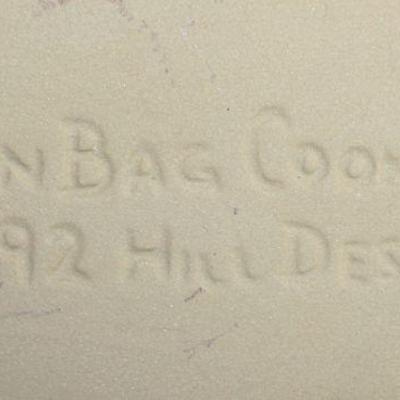 N BAG COO
92 HILL DES